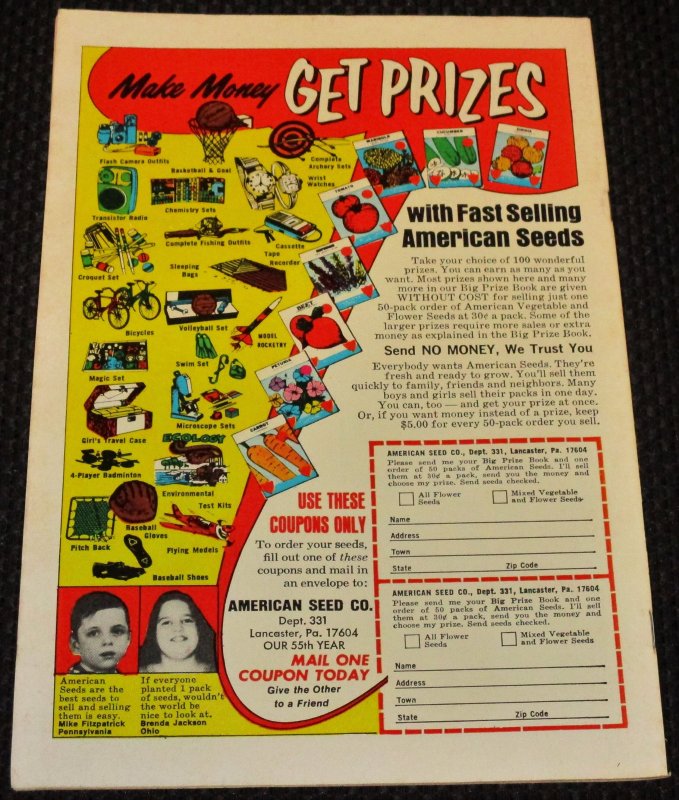 Make Money GET PRIZES
Flash Camera Outfits
Basketball & Goal
Complete
Archery Sets
Wrist
Watches
Transistor Radio
Chemistry Sets
Complete Fishing Outfits
Cassette
Tape
Recorder
Croquet Set
Sleeping
Bags
Bicycles
Volleyball Set
MODEL
ROCKETRY
Swim Set
Magic Set
Microscope Sets
Girl's Travel Case
ECOLOGY
4-Player Badminton
Environmental
Test Kits
Baseball
Gloves
Pitch Back
Flying Models
Baseball Shoes
MARIGOLD
CUCUMBER
ZINNIA
TOMATO
BEET
PETUNIA
CARROT
with Fast Selling
American Seeds
Take your choice of 100 wonderful
prizes. You can earn as many as you
want. Most prizes shown here and many
more in our Big Prize Book are given
WITHOUT COST for selling just one
50-pack order of American Vegetable and
Flower Seeds at 30¢ a pack. Some of the
larger prizes require more sales or extra
money as explained in the Big Prize Book.
Send NO MONEY, We Trust You
Everybody wants American Seeds. They're
fresh and ready to grow. You'll sell them
quickly to family, friends and neighbors. Many
boys and girls sell their packs in one day.
You can, too — and get your prize at once.
Or, if you want money instead of a prize, keep
$5.00 for every 50-pack order you sell.
USE THESE
COUPONS ONLY
To order your seeds,
fill out one of these
coupons and mail in
an envelope to:
AMERICAN SEED CO.
Dept. 331
Lancaster, Pa. 17604
OUR 55th YEAR
MAIL ONE
COUPON TODAY
Give the Other
to a Friend
American
Seeds are the
best seeds to
sell and selling
them is easy.
Mike Fitzpatrick
Pennsylvania
If everyone
planted 1 pack
of seeds, wouldn't
the world be
nice to look at.
Brenda Jackson
Ohio
AMERICAN SEED CO., Dept. 331, Lancaster, Pa. 17604
Please send me your Big Prize Book and one
order of 50 packs of American Seeds. I'll sell
them at 30¢ a pack, send you the money and
choose my prize. Send seeds checked.
All Flower
Seeds
Mixed Vegetable
and Flower Seeds
Name
Address
Town
State Zip Code
AMERICAN SEED CO., Dept. 331, Lancaster, Pa. 17604
Please send me your Big Prize Book and one
order of 50 packs of American Seeds. I'll sell
them at 30¢ a pack, send you the money and
choose my prize. Send seeds checked.
All Flower
Seeds
Mixed Vegetable
and Flower Seeds
Name
Address
Town
State Zip Code